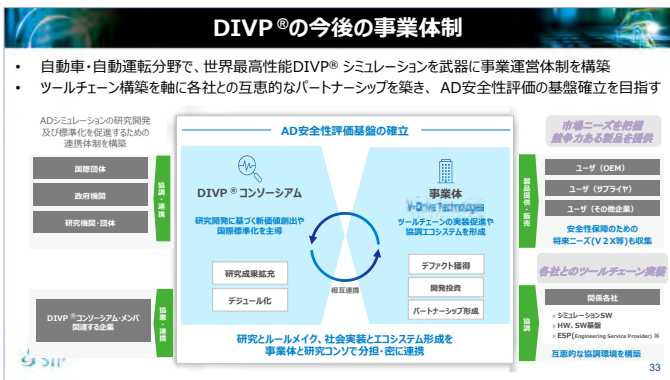 DIVP®の今後の事業体制
• 自動車・自動運転分野で、世界最高性能DIVP® シミュレーションを武器に事業運営体制を構築
• ツールチェーン構築を軸に各社との互恵的なパートナーシップを築き、AD安全性評価の基盤確立を目指す
ADシミュレーションの研究開発
及び標準化を促進するための
連携体制を構築
国際団体
政府機関
研究機関・団体
協調・連携
DIVP®コンソーシアム・メンバ
関連する企業
協業・連携
AD安全性評価基盤の確立
DIVP®コンソーシアム
研究開発に基づく新価値創出や
国際標準化を主導
研究成果拡充
デジュール化
相互連携
事業体
V-Drive Technologies
ツールチェーンの実装促進や
協調エコシステムを形成
デファクト獲得
開発投資
パートナーシップ形成
研究とルールメイク、社会実装とエコシステム形成を
事業体と研究コンソで分担・密に連携
製品提供・販売
市場ニーズを把握
競争力ある製品を提供
ユーザ(OEM)
ユーザ(サプライヤ)
ユーザ(その他企業)
安全性保障のための
将来ニーズ(V2X等)も収集
各社とのツールチェーン実装
協調
関係各社
» シミュレーションSW
» HW、SW基盤
» ESP(Engineering Service Provider) 等
互恵的な協調環境を構築
SIP
33